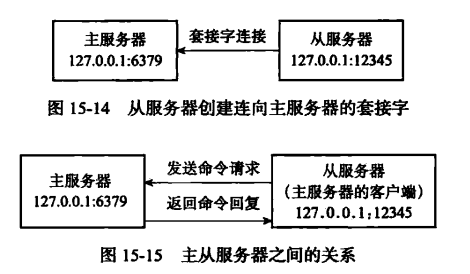 主服务器
127.0.0.1:6379
套接字连接
从服务器
127.0.0.1:12345
图 15-14 从服务器创建连向主服务器的套接字
主服务器
127.0.0.1:6379
发送命令请求
返回命令回复
从服务器
(主服务器的客户端)
127.0.0.1:12345
图 15-15 主从服务器之间的关系